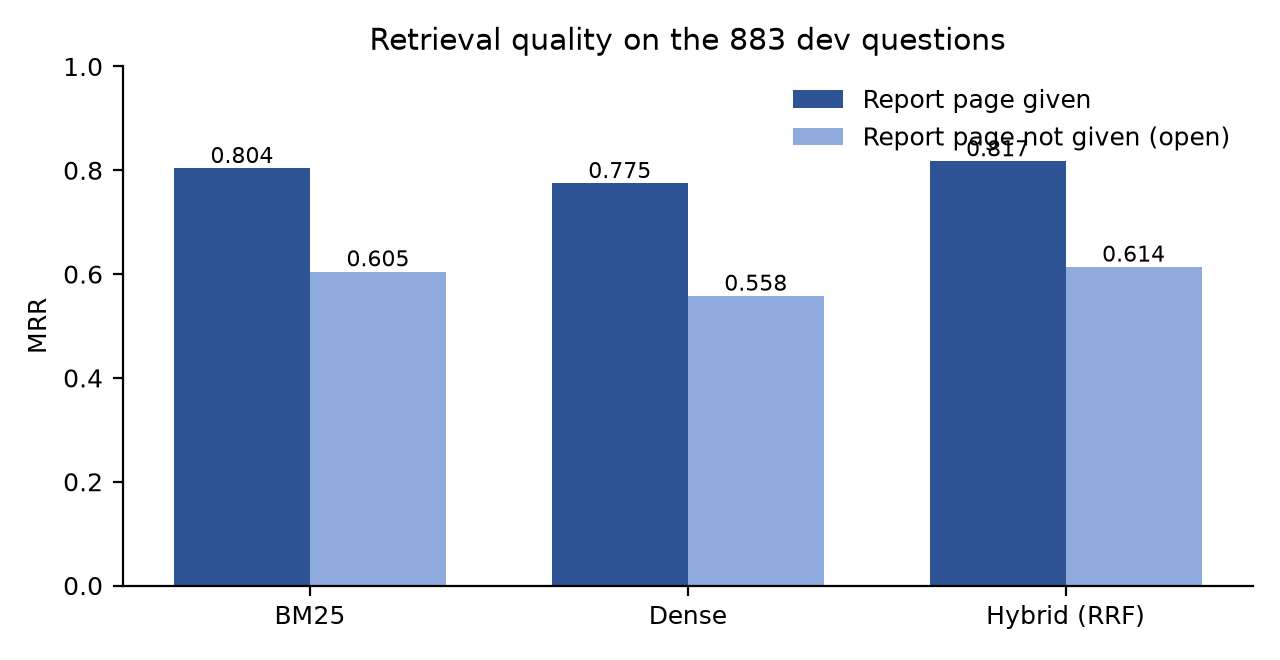 Retrieval quality on the 883 dev questions
1.0
0.8
0.6
0.4
0.2
0.0
MRR
Report page given
Report page not given (open)
0.804
0.605
0.775
0.558
0.817
0.614
BM25
Dense
Hybrid (RRF)